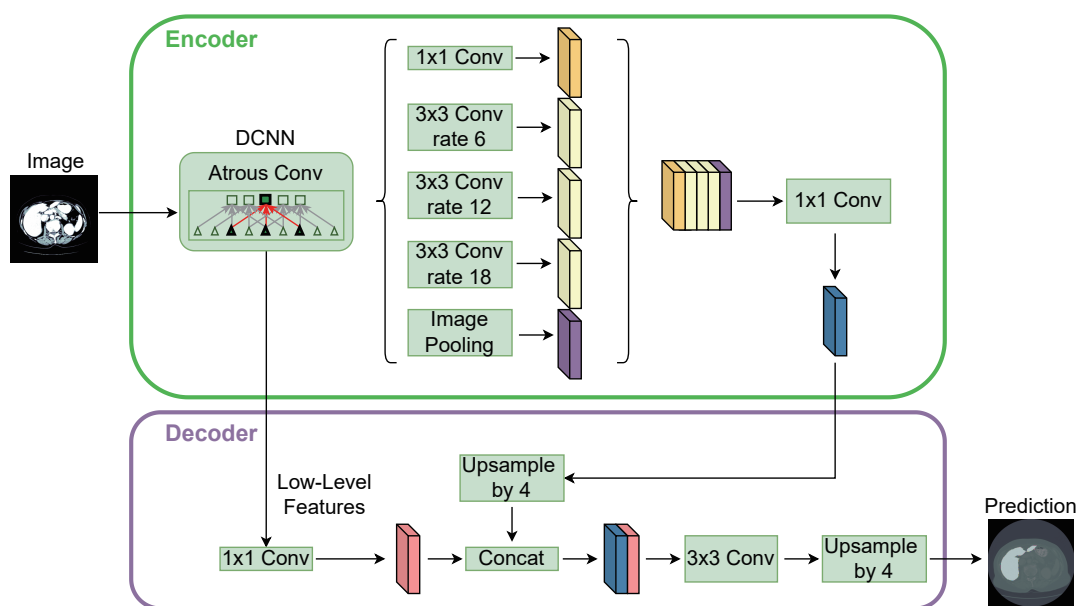 Encoder
Image
DCNN
Atrous Conv
1x1 Conv
3x3 Conv
rate 6
3x3 Conv
rate 12
3x3 Conv
rate 18
Image
Pooling
1x1 Conv
Decoder
Low-Level
Features
1x1 Conv
Upsample
by 4
Concat
3x3 Conv
Upsample
by 4
Prediction